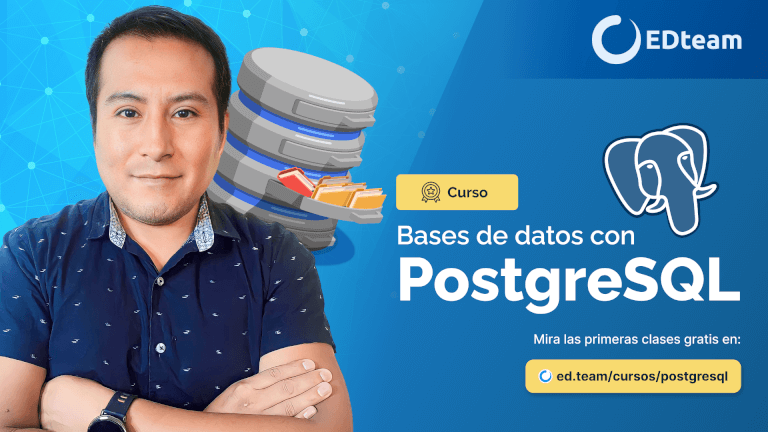 EDteam
Curso
Bases de datos con
PostgreSQL
Mira las primeras clases gratis en:
ed.team/cursos/postgresql